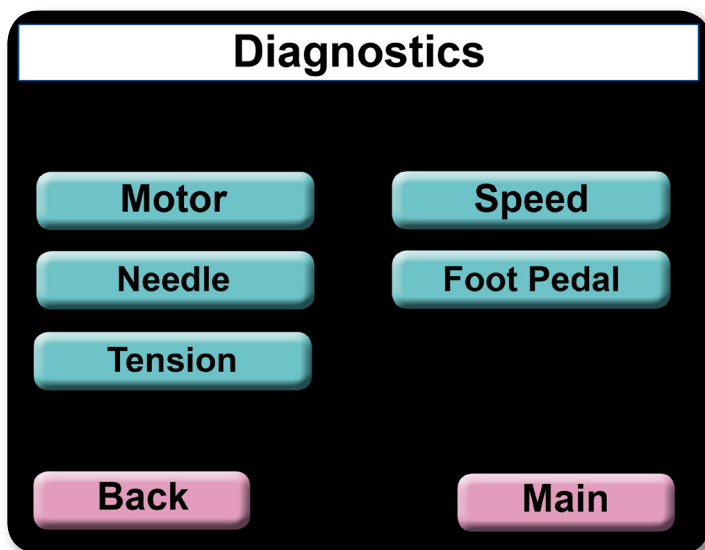 Diagnostics
Motor
Speed
Needle
Foot Pedal
Tension
Back
Main